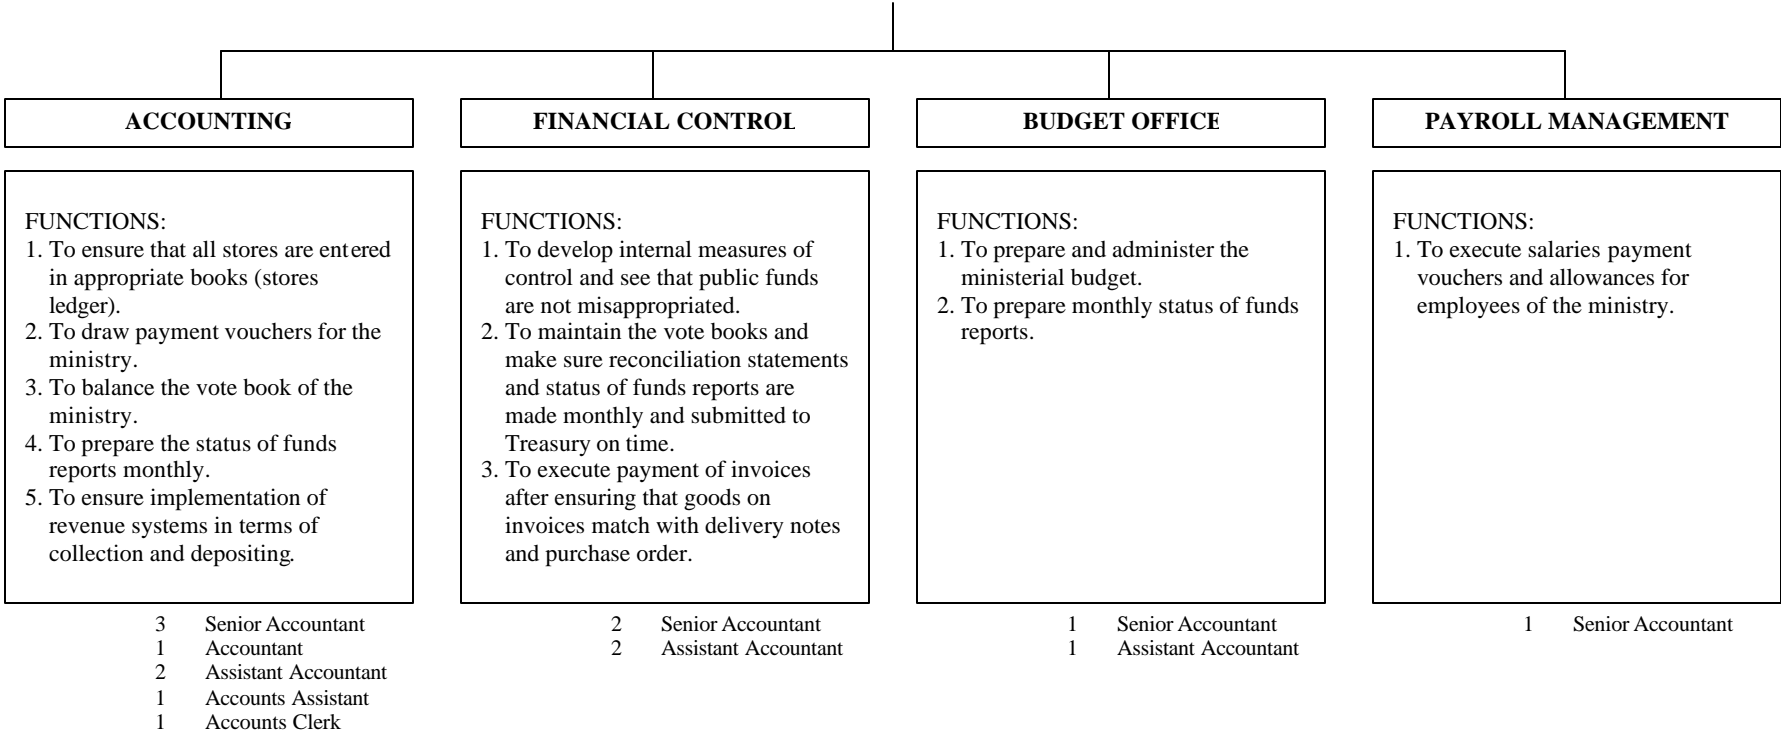 ACCOUNTING
FUNCTIONS:
1. To ensure that all stores are entered
in appropriate books (stores
ledger).
2. To draw payment vouchers for the
ministry.
3. To balance the vote book of the
ministry.
4. To prepare the status of funds
reports monthly.
5. To ensure implementation of
revenue systems in terms of
collection and depositing.
3 Senior Accountant
1 Accountant
2 Assistant Accountant
1 Accounts Assistant
1 Accounts Clerk
FINANCIAL CONTROL
FUNCTIONS:
1. To develop internal measures of
control and see that public funds
are not misappropriated.
2. To maintain the vote books and
make sure reconciliation statements
and status of funds reports are
made monthly and submitted to
Treasury on time.
3. To execute payment of invoices
after ensuring that goods on
invoices match with delivery notes
and purchase order.
2 Senior Accountant
2 Assistant Accountant
BUDGET OFFICE
FUNCTIONS:
1. To prepare and administer the
ministerial budget.
2. To prepare monthly status of funds
reports.
1 Senior Accountant
1 Assistant Accountant
PAYROLL MANAGEMENT
FUNCTIONS:
1. To execute salaries payment
vouchers and allowances for
employees of the ministry.
1 Senior Accountant